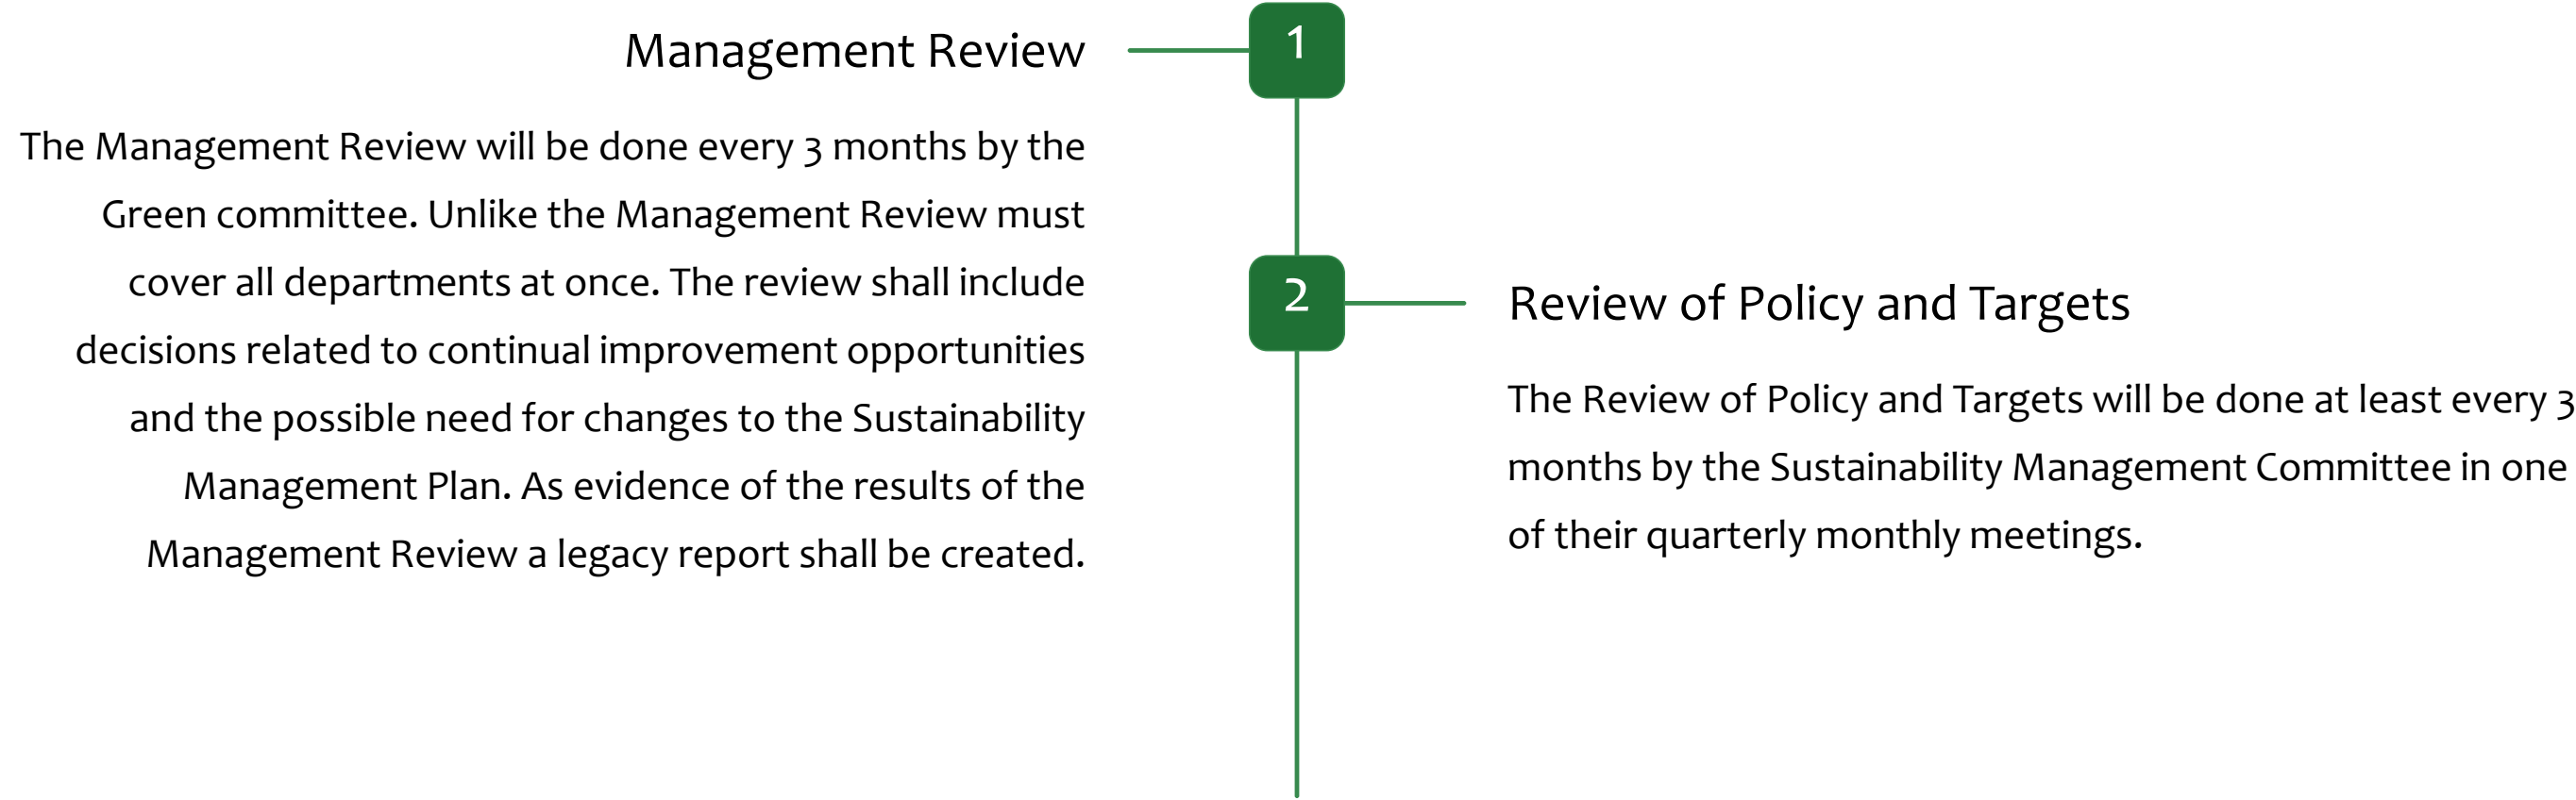 Management Review
1
The Management Review will be done every 3 months by the
Green committee. Unlike the Management Review must
cover all departments at once. The review shall include
decisions related to continual improvement opportunities
and the possible need for changes to the Sustainability
Management Plan. As evidence of the results of the
Management Review a legacy report shall be created.
2
Review of Policy and Targets
The Review of Policy and Targets will be done at least every 3
months by the Sustainability Management Committee in one
of their quarterly monthly meetings.